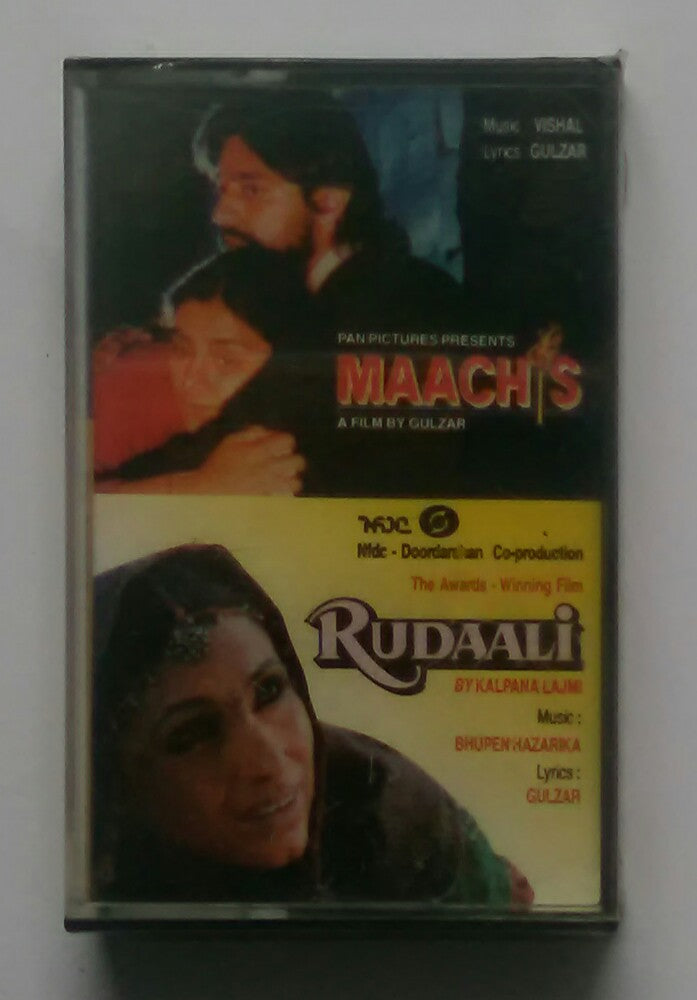 Music VISHAL
Lyrics GULZAR
PAN PICTURES PRESENTS
MAACHIS
A FILM BY GULZAR
Nfdc - Doordarshan Co-production
The Awards - Winning Film
RUDAALI
BY KALPANA LAJMI
Music :
BHUPEN HAZARIKA
Lyrics :
GULZAR